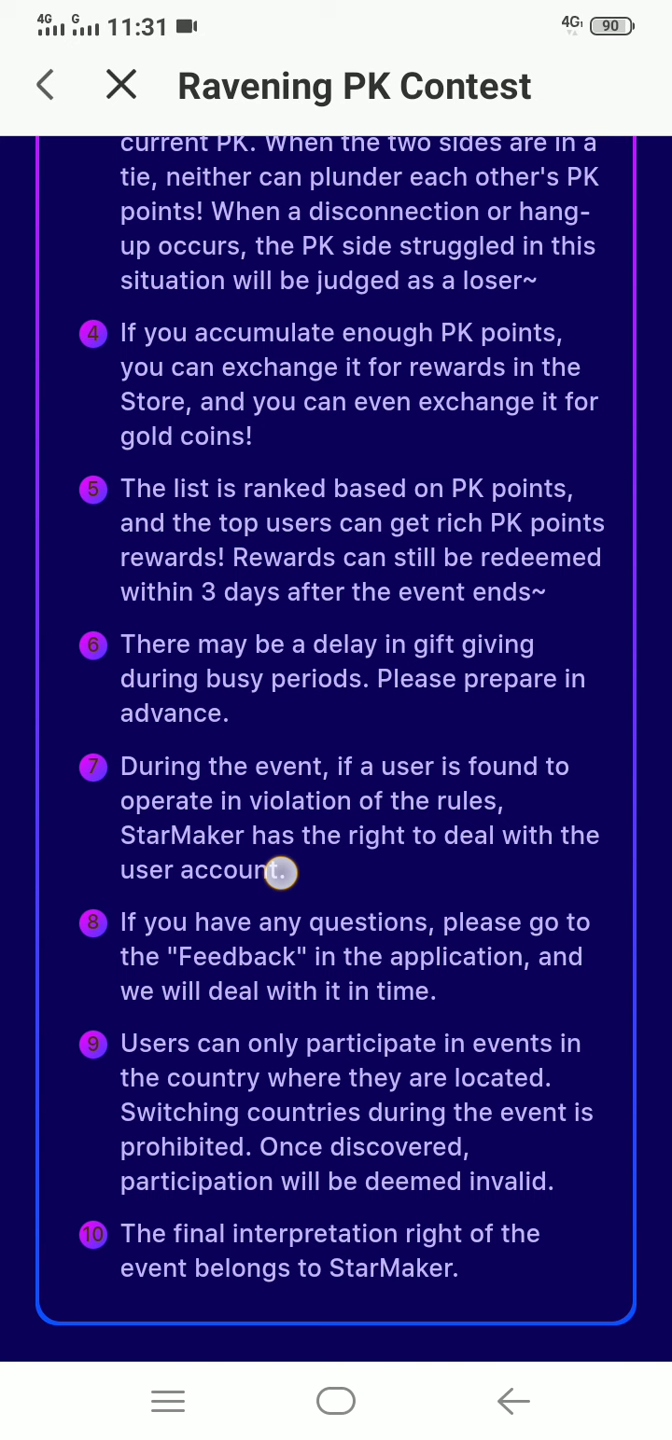 4G G 11:31 4G 90
Ravening PK Contest
current PK. When the two sides are in a
tie, neither can plunder each other's PK
points! When a disconnection or hang-
up occurs, the PK side struggled in this
situation will be judged as a loser~
4 If you accumulate enough PK points,
you can exchange it for rewards in the
Store, and you can even exchange it for
gold coins!
5 The list is ranked based on PK points,
and the top users can get rich PK points
rewards! Rewards can still be redeemed
within 3 days after the event ends~
6 There may be a delay in gift giving
during busy periods. Please prepare in
advance.
7 During the event, if a user is found to
operate in violation of the rules,
StarMaker has the right to deal with the
user account.
8 If you have any questions, please go to
the "Feedback" in the application, and
we will deal with it in time.
9 Users can only participate in events in
the country where they are located.
Switching countries during the event is
prohibited. Once discovered,
participation will be deemed invalid.
10 The final interpretation right of the
event belongs to StarMaker.